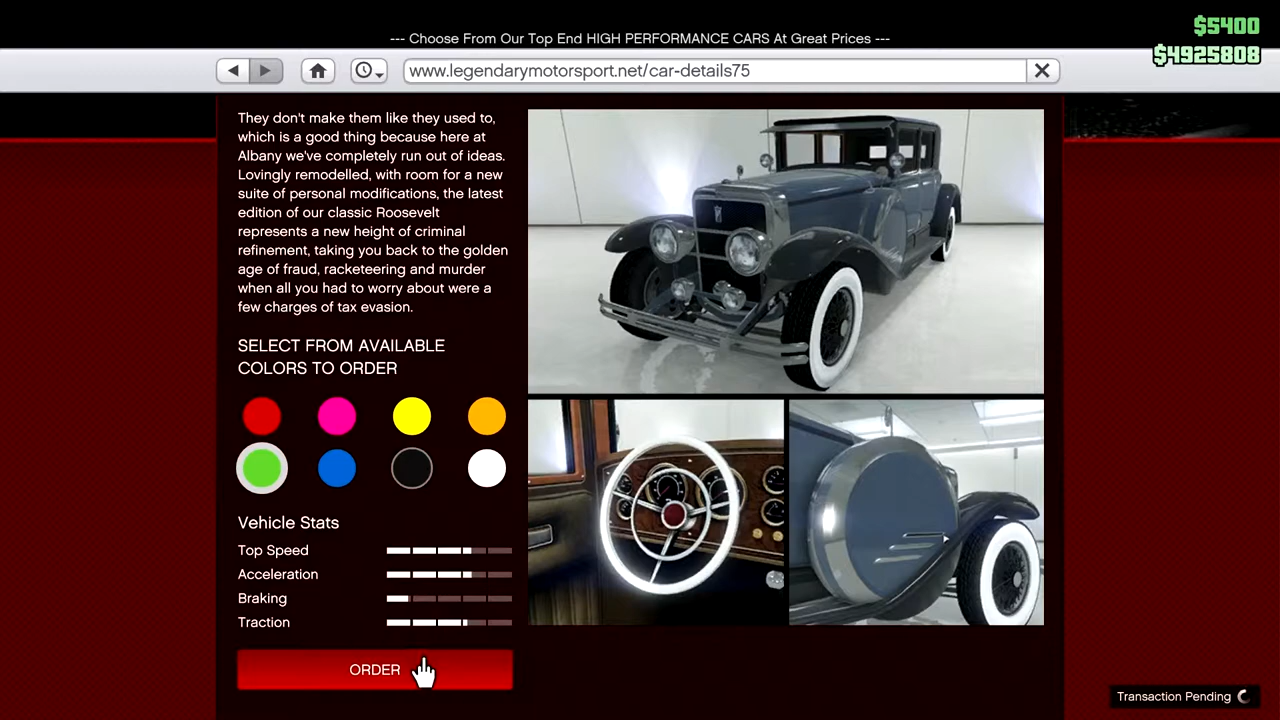 $5400
--- Choose From Our Top End HIGH PERFORMANCE CARS At Great Prices ---
$4925808
www.legendarymotorsport.net/car-details75
They don't make them like they used to,
which is a good thing because here at
Albany we've completely run out of ideas.
Lovingly remodelled, with room for a new
suite of personal modifications, the latest
edition of our classic Roosevelt
represents a new height of criminal
refinement, taking you back to the golden
age of fraud, racketeering and murder
when all you had to worry about were a
few charges of tax evasion.
SELECT FROM AVAILABLE
COLORS TO ORDER
Vehicle Stats
Top Speed
Acceleration
Braking
Traction
ORDER
Transaction Pending